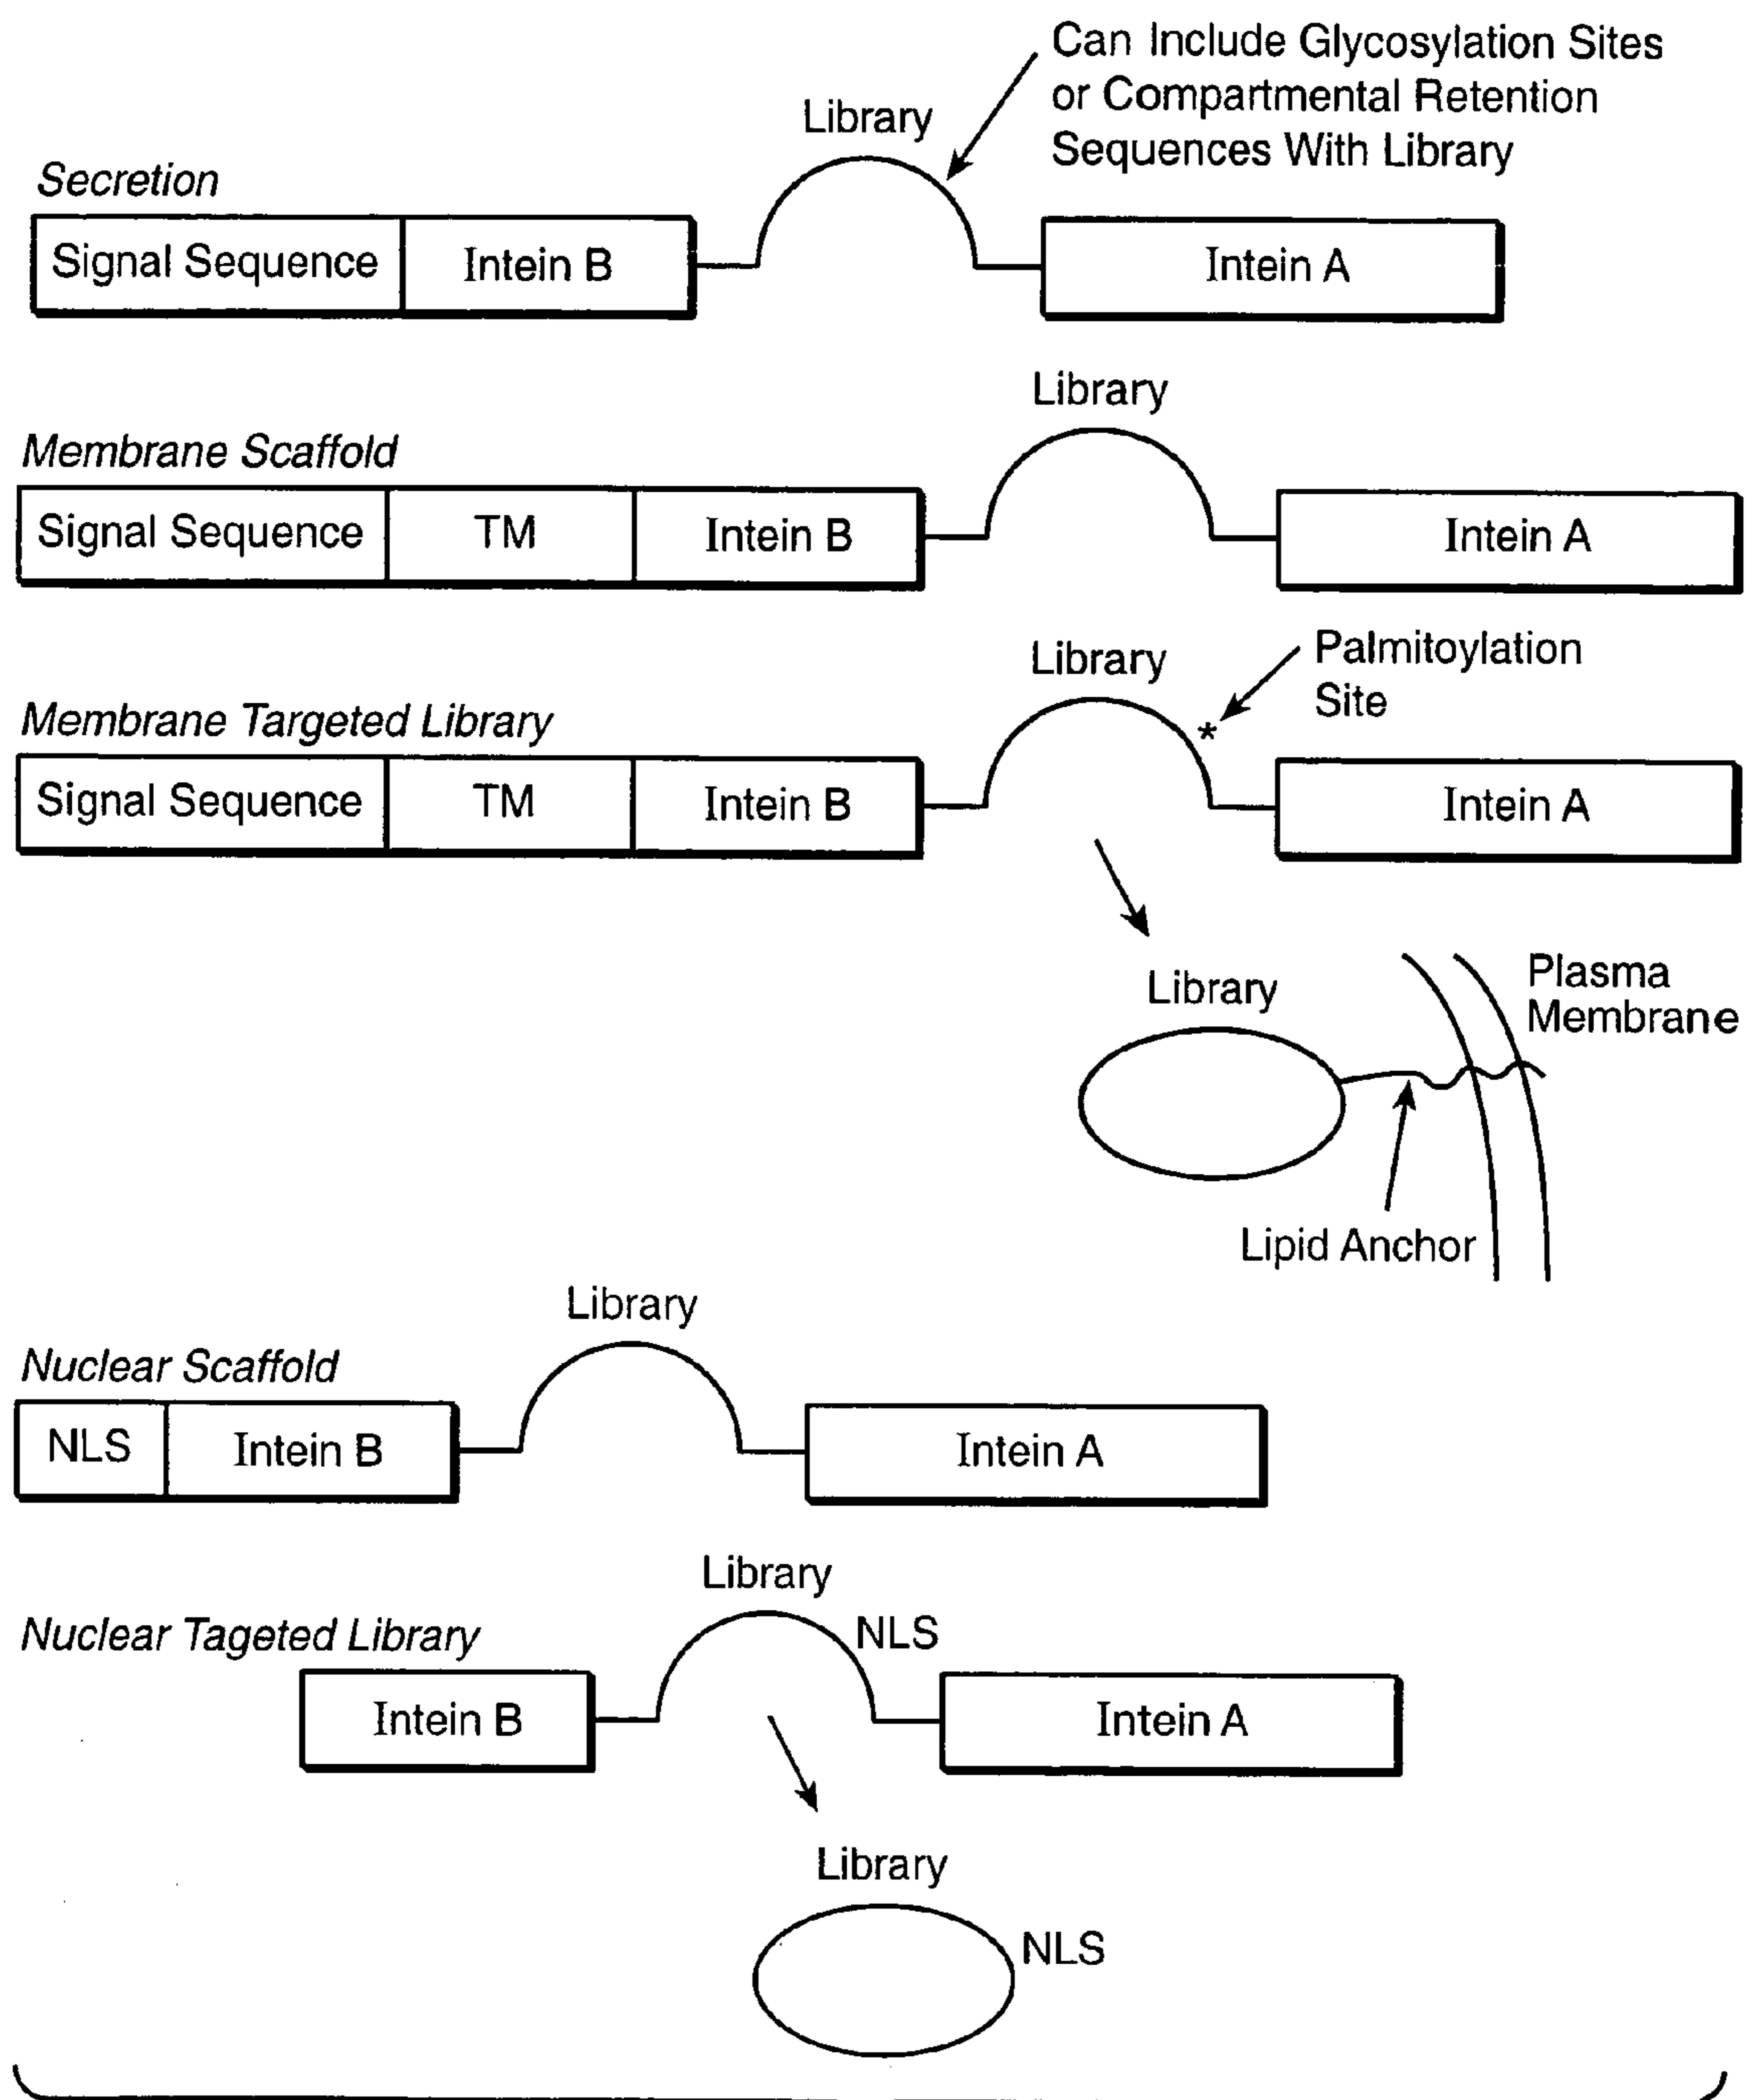 Can Include Glycosylation Sites
or Compartmental Retention
Sequences With Library
Library
Secretion
Signal Sequence Intein B Intein A
Library
Membrane Scaffold
Signal Sequence TM Intein B Intein A
Library
Palmitoylation
Site
*
Membrane Targeted Library
Signal Sequence TM Intein B Intein A
Library
Plasma
Membrane
Lipid Anchor
Library
Nuclear Scaffold
NLS Intein B Intein A
Library
NLS
Nuclear Tageted Library
Intein B Intein A
Library
NLS